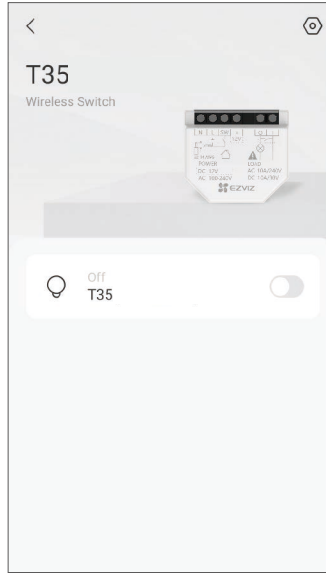 T35
Wireless Switch
N L SW
12V
POWER LOAD
DC 12V AC 10A/240V
AC 100-240V DC 10A/30V
EZVIZ
Off
T35